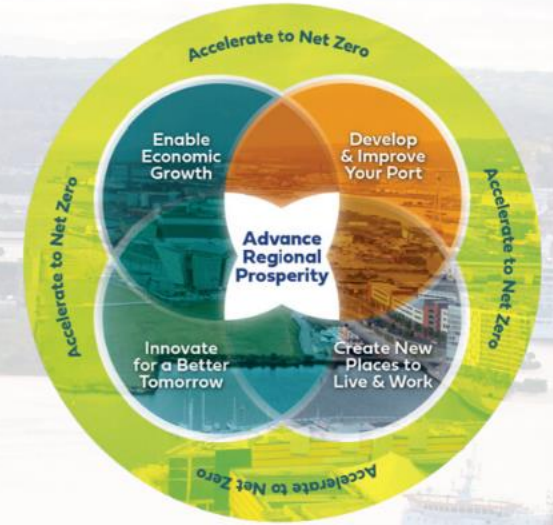 Accelerate to Net Zero
Enable
Economic
Growth
Develop
& Improve
Your Port
Accelerate to Net Zero
Accelerate to Net Zero
Advance
Regional
Prosperity
Innovate
for a Better
Tomorrow
Create New
Places to
Live & Work
Accelerate to Net Zero